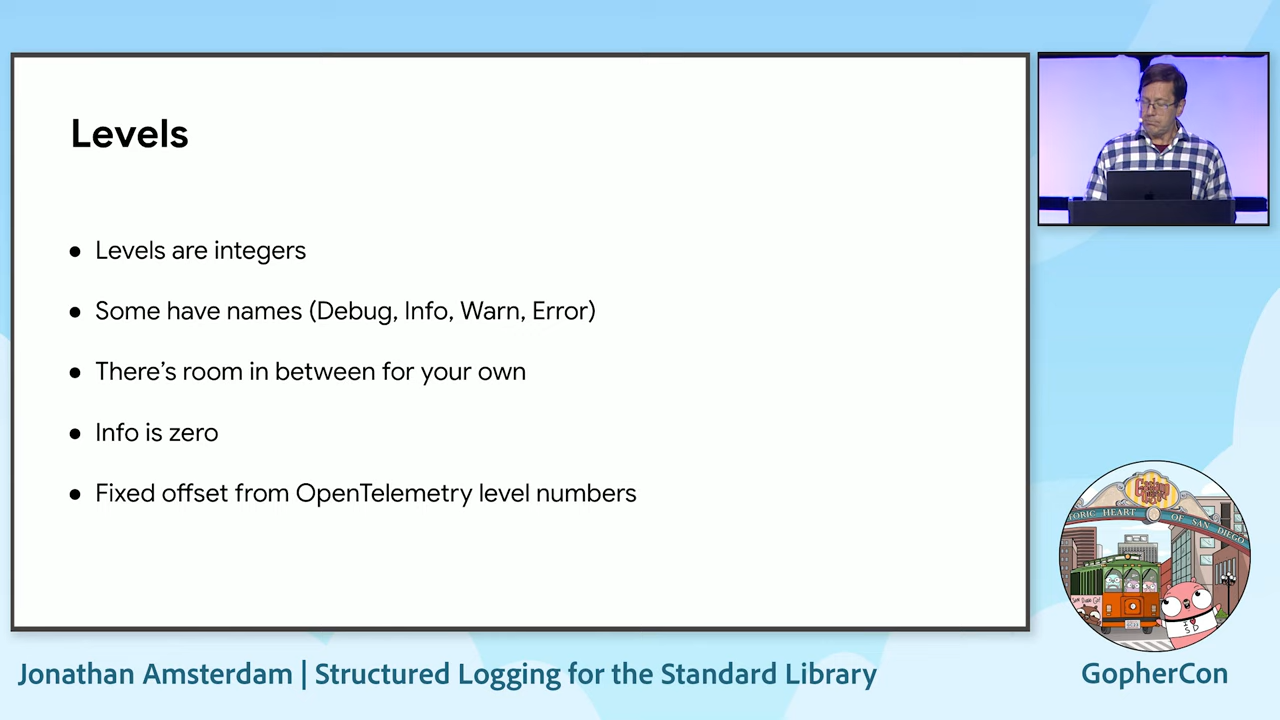 Levels
● Levels are integers
● Some have names (Debug, Info, Warn, Error)
● There’s room in between for your own
● Info is zero
● Fixed offset from OpenTelemetry level numbers
GASLAMP
HISTORIC HEART OF SAN DIEGO
I ♥ SD
Jonathan Amsterdam | Structured Logging for the Standard Library
GopherCon